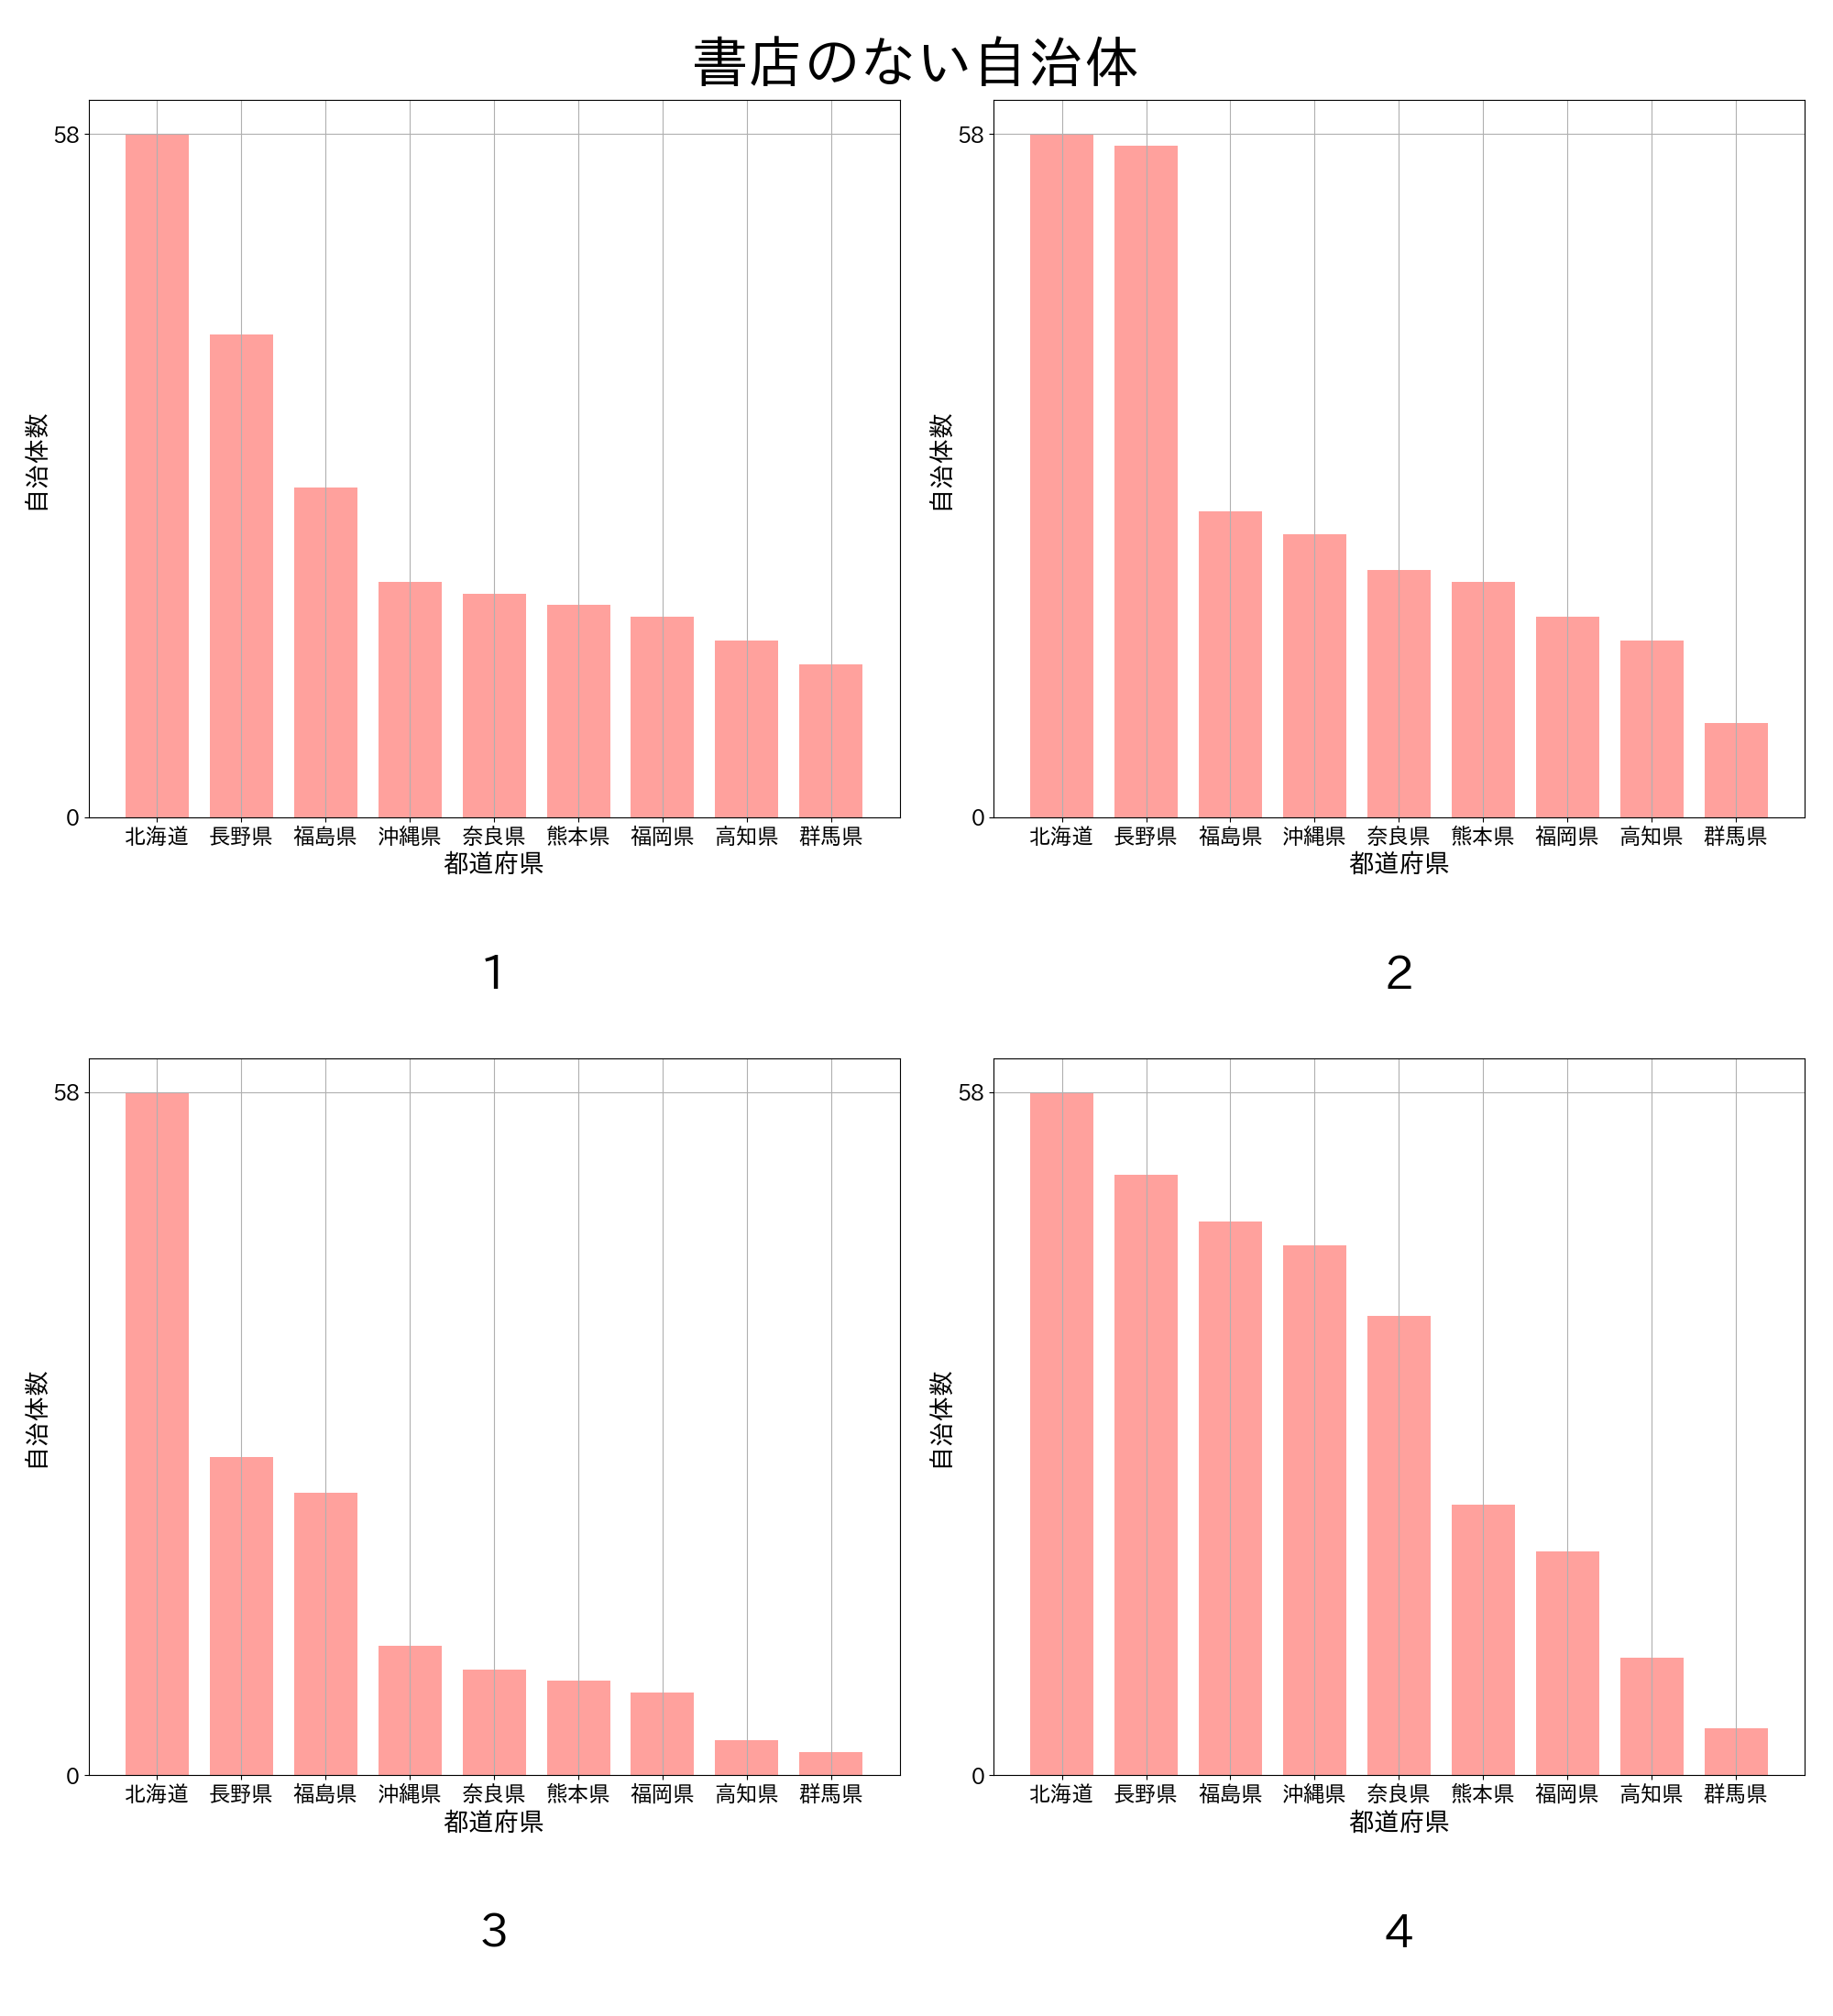 書店のない自治体
58
0
自治体数
北海道 長野県 福島県 沖縄県 奈良県 熊本県 福岡県 高知県 群馬県
都道府県
1
58
0
自治体数
北海道 長野県 福島県 沖縄県 奈良県 熊本県 福岡県 高知県 群馬県
都道府県
2
58
0
自治体数
北海道 長野県 福島県 沖縄県 奈良県 熊本県 福岡県 高知県 群馬県
都道府県
3
58
0
自治体数
北海道 長野県 福島県 沖縄県 奈良県 熊本県 福岡県 高知県 群馬県
都道府県
4